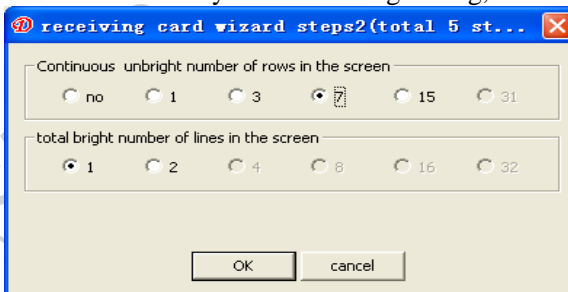 receiving card wizard steps2(total 5 st...
Continuous unbright number of rows in the screen
no 1 3 7 15 31
total bright number of lines in the screen
1 2 4 8 16 32
OK cancel